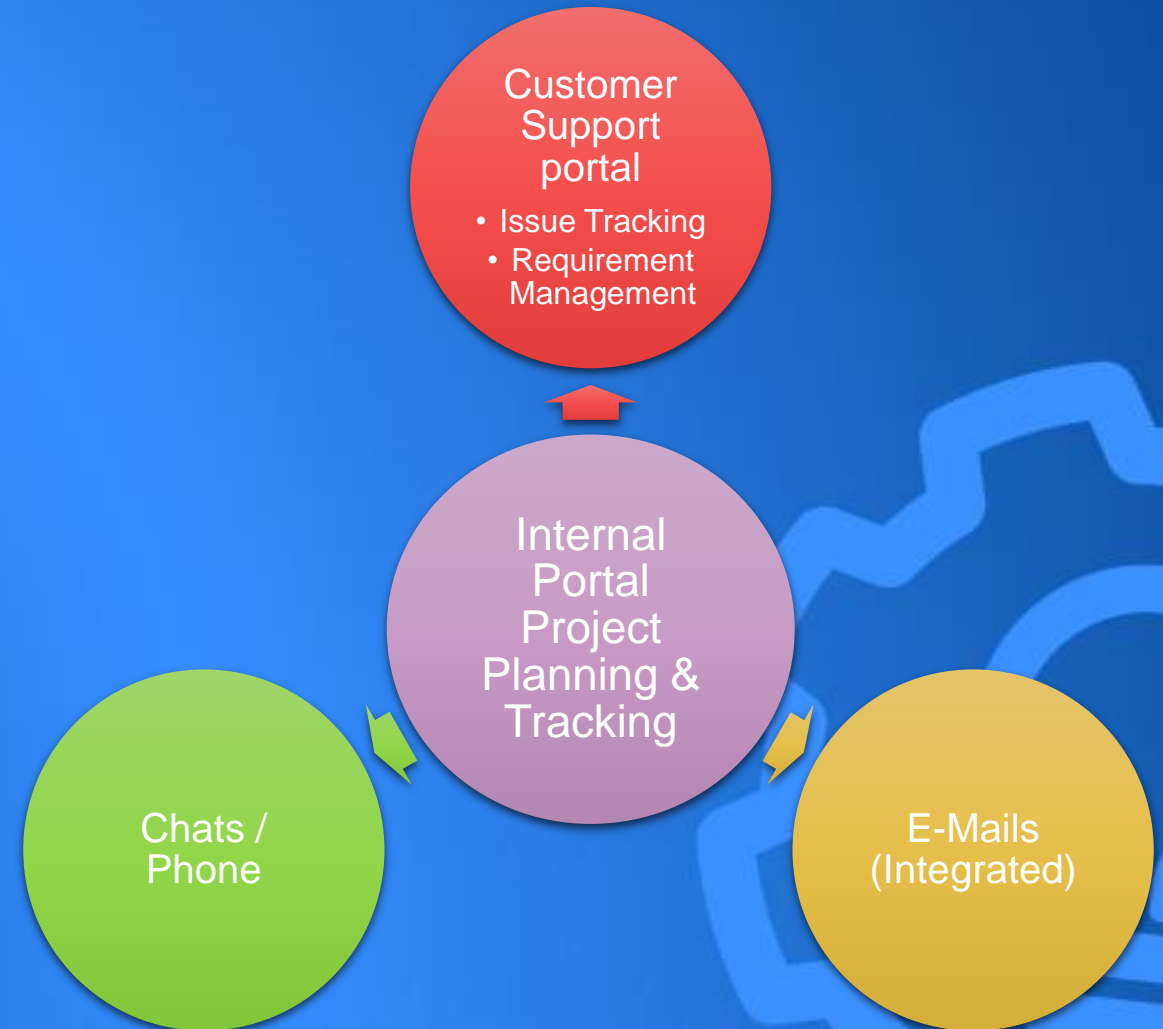 Customer
Support
portal
• Issue Tracking
• Requirement
Management
Internal
Portal
Project
Planning &
Tracking
Chats /
Phone
E-Mails
(Integrated)